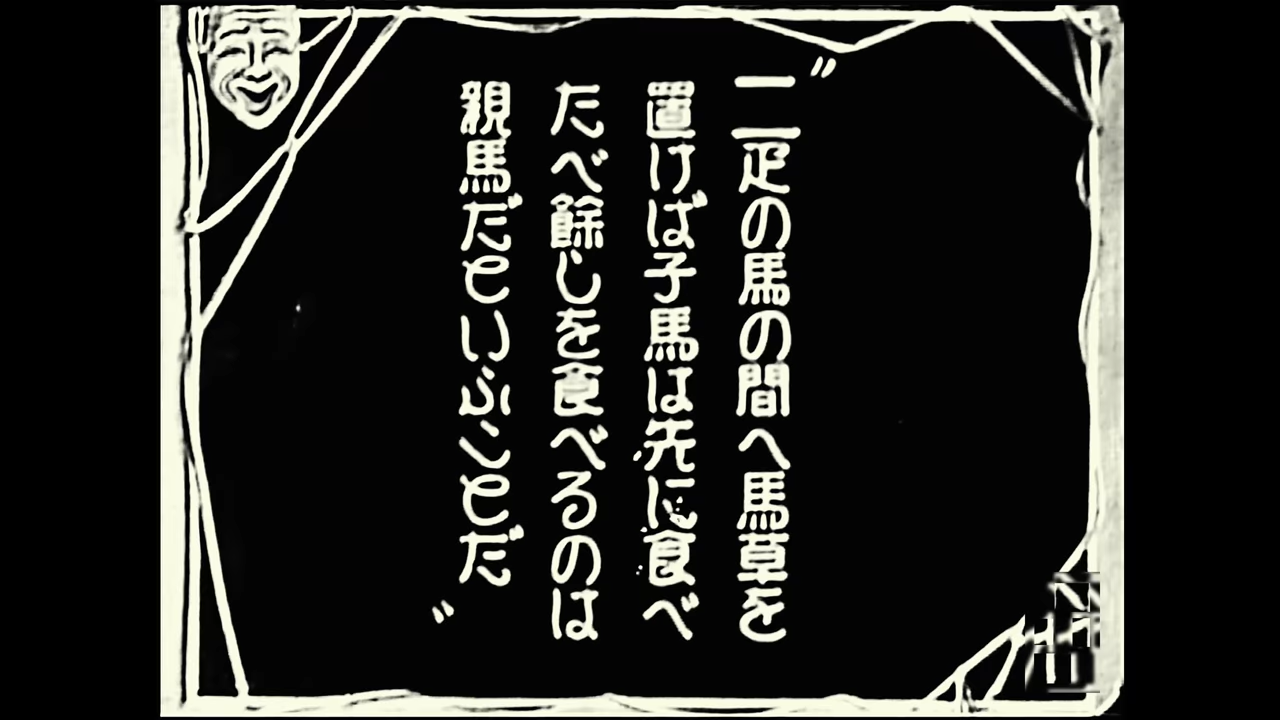 〝二疋の馬の間へ馬草を
置けば子馬は先に食べ
たべ餘しを食べるのは
親馬だといふことだ〟